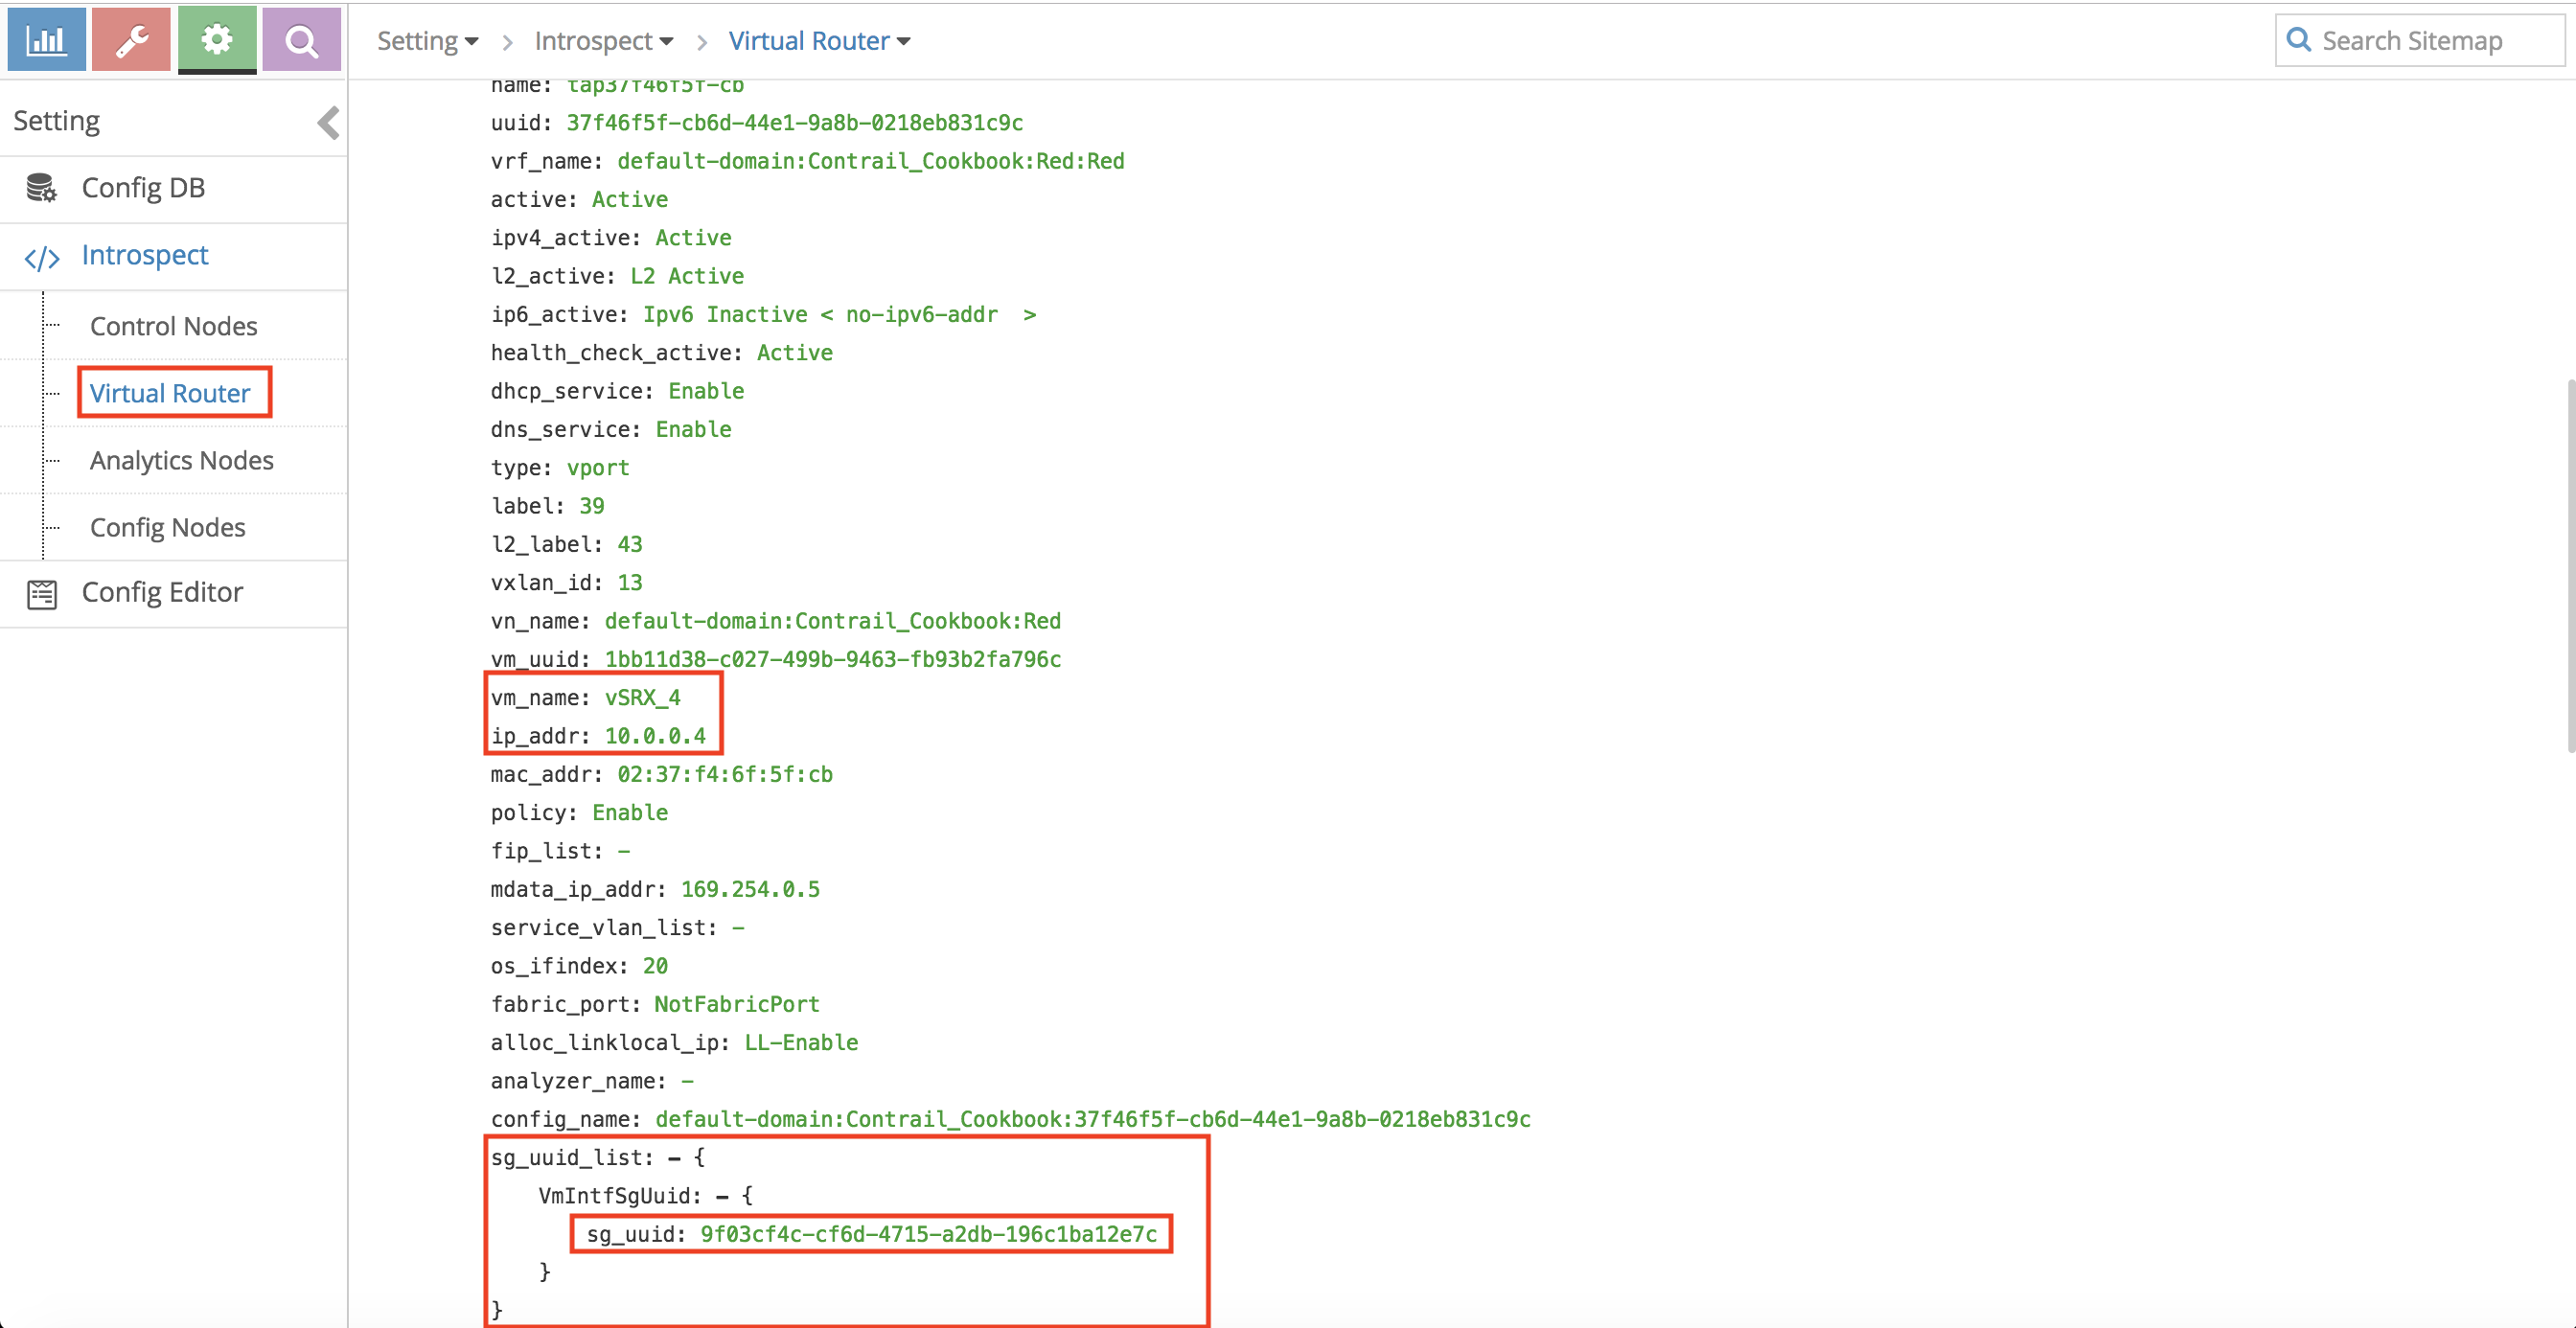 Setting > Introspect > Virtual Router
Search Sitemap
Setting
Config DB
</> Introspect
Control Nodes
Virtual Router
Analytics Nodes
Config Nodes
Config Editor
name: tap37f46f5f-cb
uuid: 37f46f5f-cb6d-44e1-9a8b-0218eb831c9c
vrf_name: default-domain:Contrail_Cookbook:Red:Red
active: Active
ipv4_active: Active
l2_active: L2 Active
ip6_active: Ipv6 Inactive < no-ipv6-addr  >
health_check_active: Active
dhcp_service: Enable
dns_service: Enable
type: vport
label: 39
l2_label: 43
vxlan_id: 13
vn_name: default-domain:Contrail_Cookbook:Red
vm_uuid: 1bb11d38-c027-499b-9463-fb93b2fa796c
vm_name: vSRX_4
ip_addr: 10.0.0.4
mac_addr: 02:37:f4:6f:5f:cb
policy: Enable
fip_list: -
mdata_ip_addr: 169.254.0.5
service_vlan_list: -
os_ifindex: 20
fabric_port: NotFabricPort
alloc_linklocal_ip: LL-Enable
analyzer_name: -
config_name: default-domain:Contrail_Cookbook:37f46f5f-cb6d-44e1-9a8b-0218eb831c9c
sg_uuid_list: - {
VmIntfSgUuid: - {
sg_uuid: 9f03cf4c-cf6d-4715-a2db-196c1ba12e7c
}
}